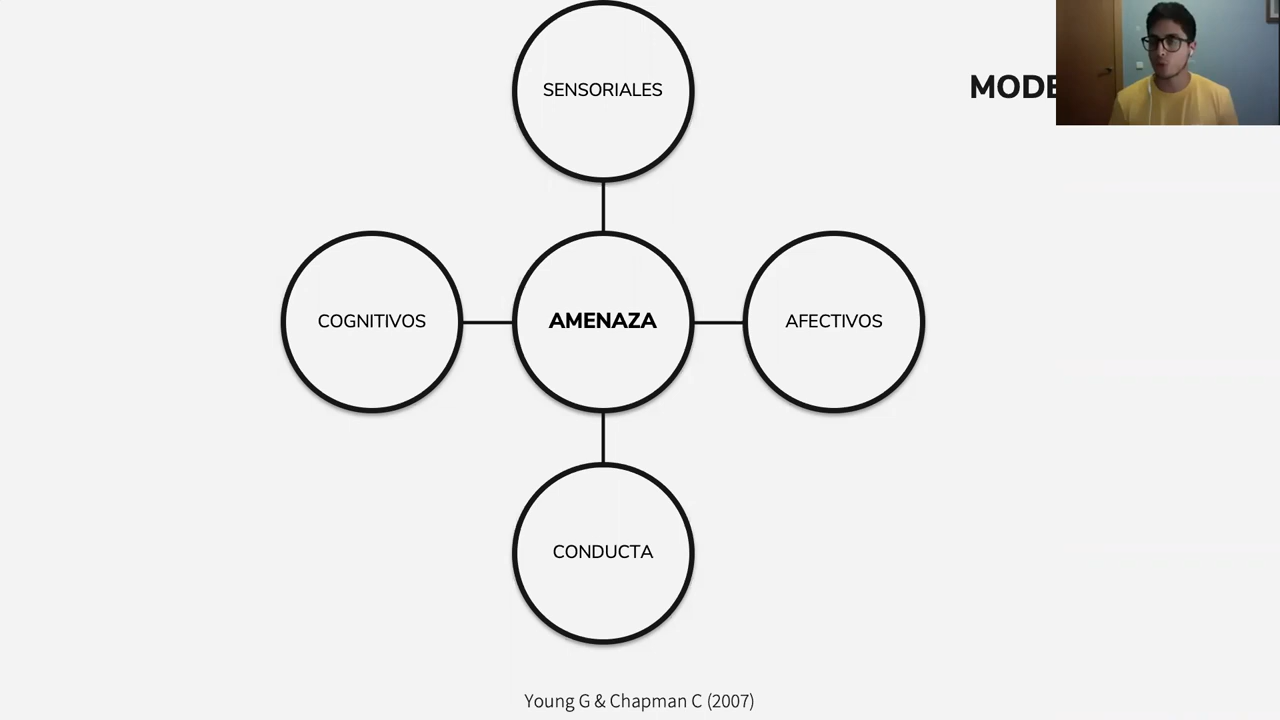 SENSORIALES
MODE
COGNITIVOS
AMENAZA
AFECTIVOS
CONDUCTA
Young G & Chapman C (2007)